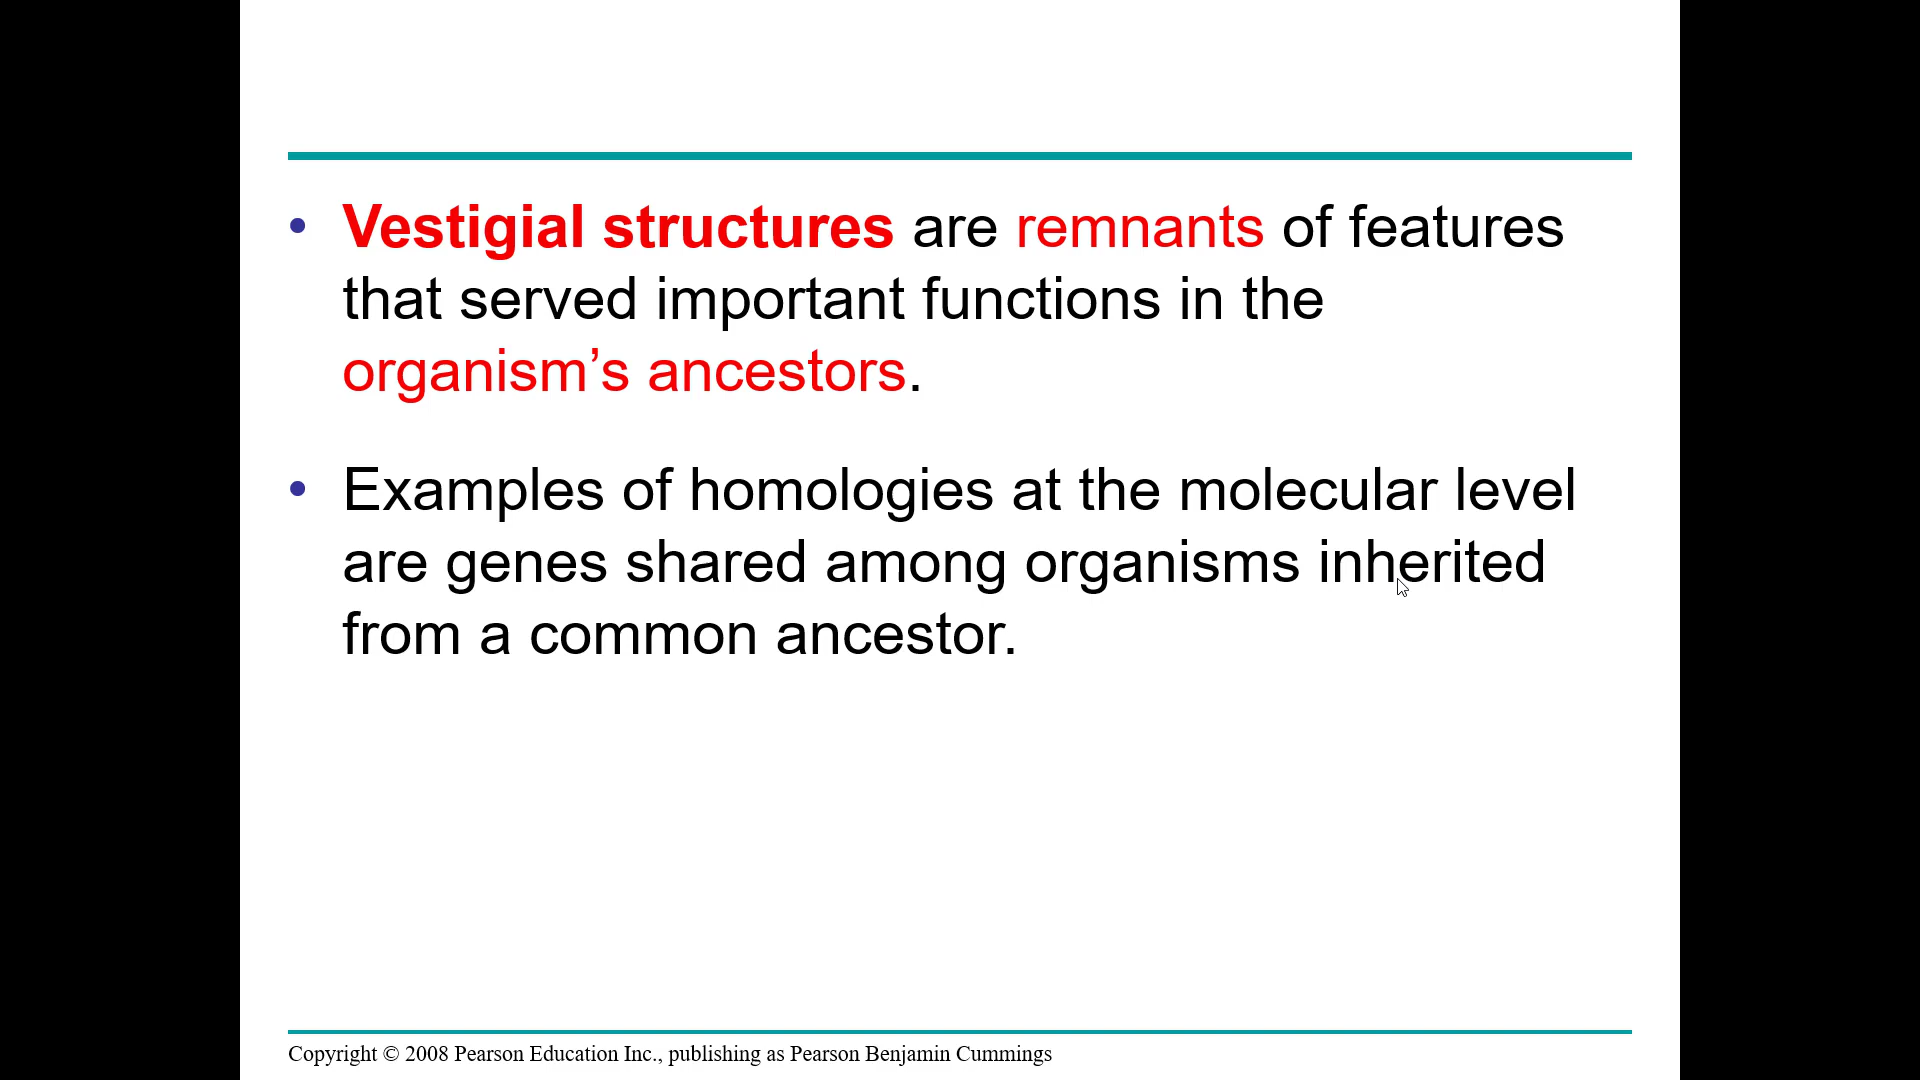 • Vestigial structures are remnants of features
that served important functions in the
organism’s ancestors.
• Examples of homologies at the molecular level
are genes shared among organisms inherited
from a common ancestor.
Copyright © 2008 Pearson Education Inc., publishing as Pearson Benjamin Cummings